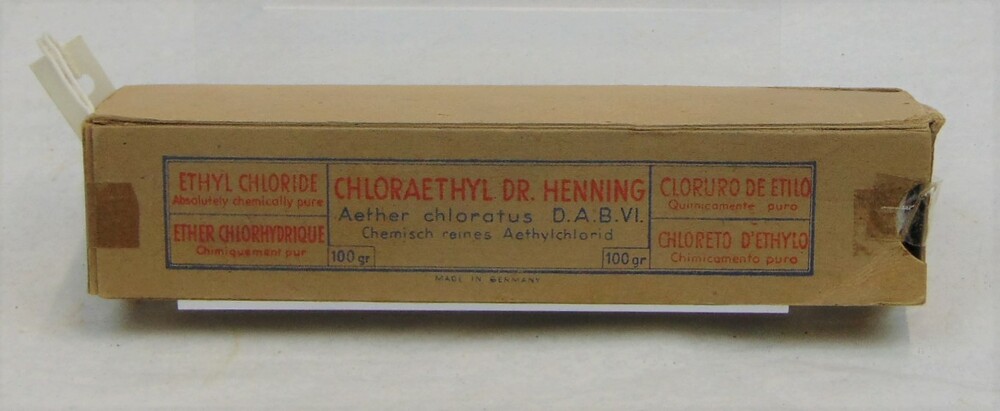 ETHYL CHLORIDE
Absolutely chemically pure
ETHER CHLORHYDRIQUE
Chimiquement pur
CHLORAETHYL DR. HENNING
Aether chloratus D.A.B.VI.
Chemisch reines Aethylchlorid
100 gr
100 gr
CLORURO DE ETILO
Quimicamente puro
CHLORETO D'ETHYLO
Chimicamento puro
MADE IN GERMANY